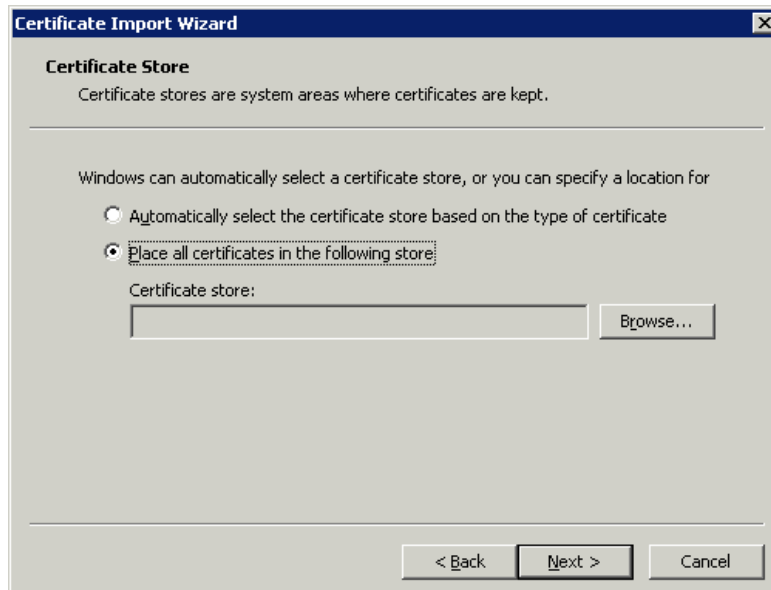 Certificate Import Wizard
Certificate Store
Certificate stores are system areas where certificates are kept.
Windows can automatically select a certificate store, or you can specify a location for
Automatically select the certificate store based on the type of certificate
Place all certificates in the following store
Certificate store:
Browse...
< Back Next > Cancel